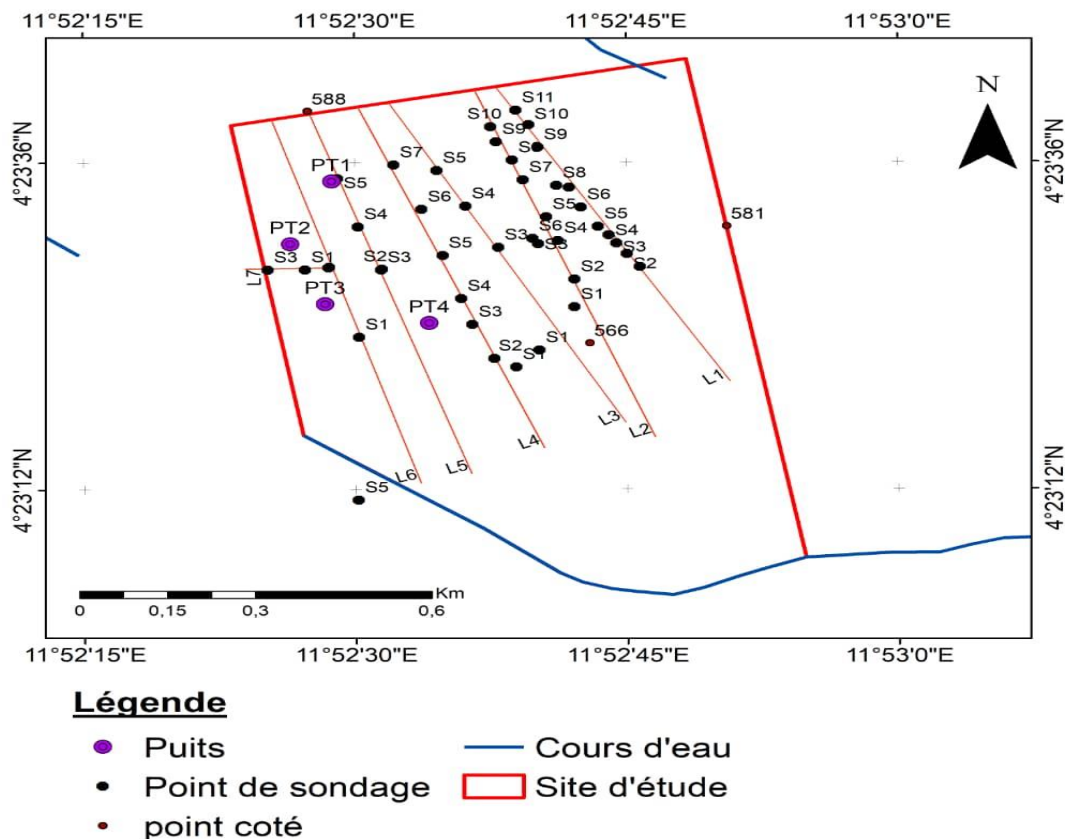 11°52'15"E 11°52'30"E 11°52'45"E 11°53'0"E
N
588
S11
S10 S10
S9 S9
4°23'36"N 4°23'36"N
S7 S5 S8
PT1 S7 S8
S5
S6 S4 S6
S5 S5 581
S4
PT2 S3 S6 S4 S4
S5 S3 S3
S3 S1 S2 S3 S2
L7
PT3 S4 S2
PT4 S3 S1
S1 566
S2 S1 S1
L1
L3 L2
L4
L6 L5
4°23'12"N S5 4°23'12"N
Km
0 0,15 0,3 0,6
11°52'15"E 11°52'30"E 11°52'45"E 11°53'0"E
Légende
Puits Cours d'eau
Point de sondage Site d'étude
point coté